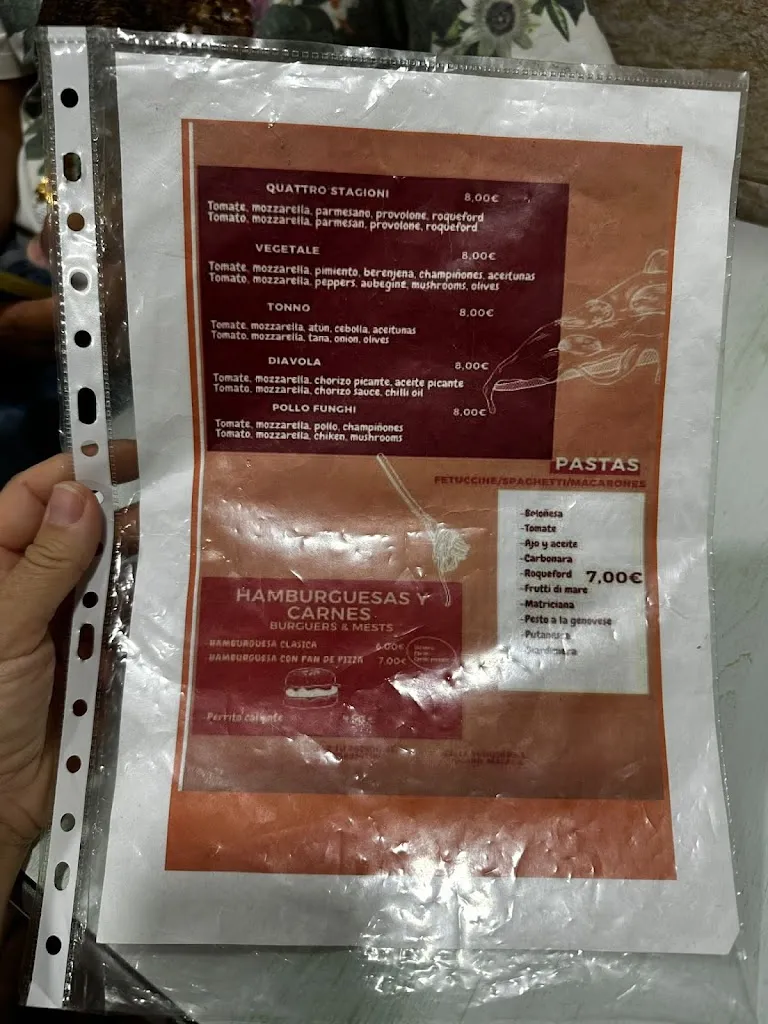 QUATTRO STAGIONI 8,00€
Tomate, mozzarella, parmesano, provolone, roqueford
Tomato, mozzarella, parmesan, provolone, roqueford
VEGETALE 8,00€
Tomate, mozzarella, pimiento, berenjena, champiñones, aceitunas
Tomato, mozzarella, peppers, aubegine, mushrooms, olives
TONNO 8,00€
Tomate, mozzarella, atun, cebolla, aceitunas
Tomato, mozzarella, tana, onion, olives
DIAVOLA 8,00€
Tomate, mozzarella, chorizo picante, aceite picante
Tomato, mozzarella, chorizo sauce, chilli oil
POLLO FUNGHI 8,00€
Tomate, mozzarella, pollo, champiñones
Tomato, mozzarella, chiken, mushrooms
PASTAS
FETUCCINE/SPAGHETTI/MACARONES
-Boloñesa
-Tomate
-Ajo y aceite
-Carbonara
-Roqueford 7,00€
-Frutti di mare
-Matriciana
-Pesto a la genovese
-Putanesca
HAMBURGUESAS Y
CARNES
BURGUERS & MESTS
-HAMBURGUESA CLASICA 6.00€
-HAMBURGUESA CON PAN DE PIZZA 7.00€
Perrito caliente